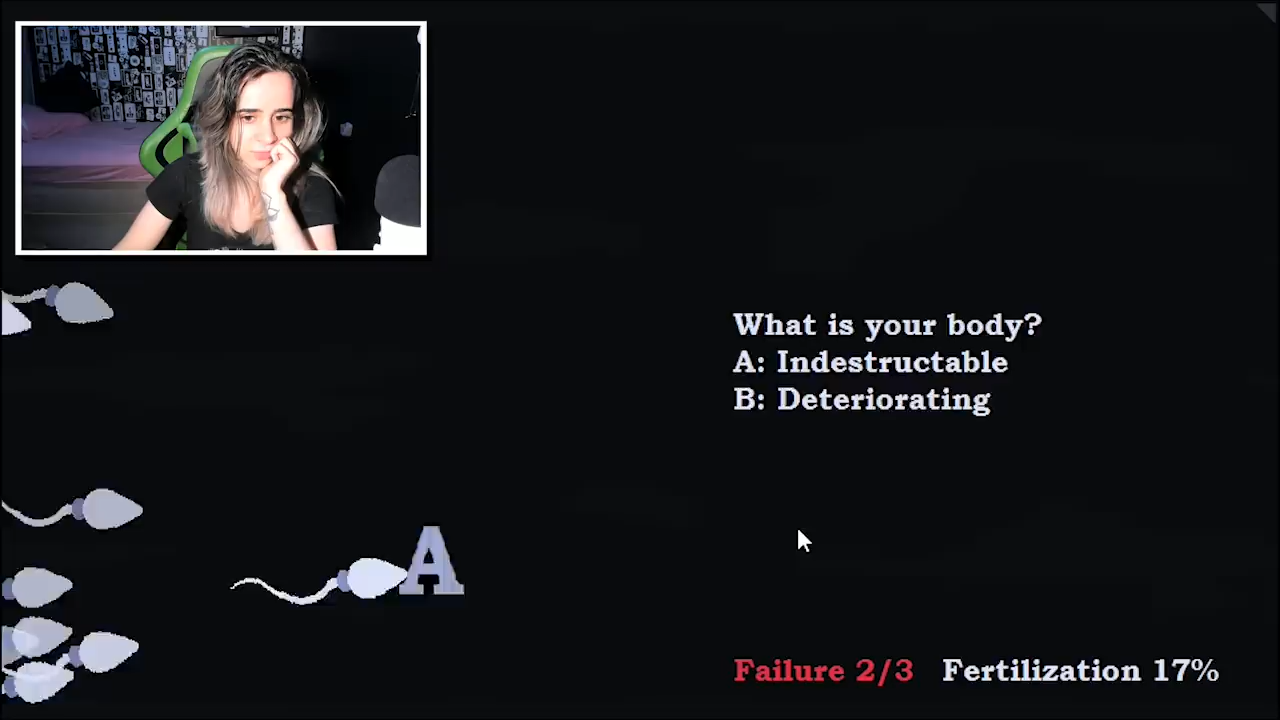 What is your body?
A: Indestructable
B: Deteriorating
A
Failure 2/3 Fertilization 17%